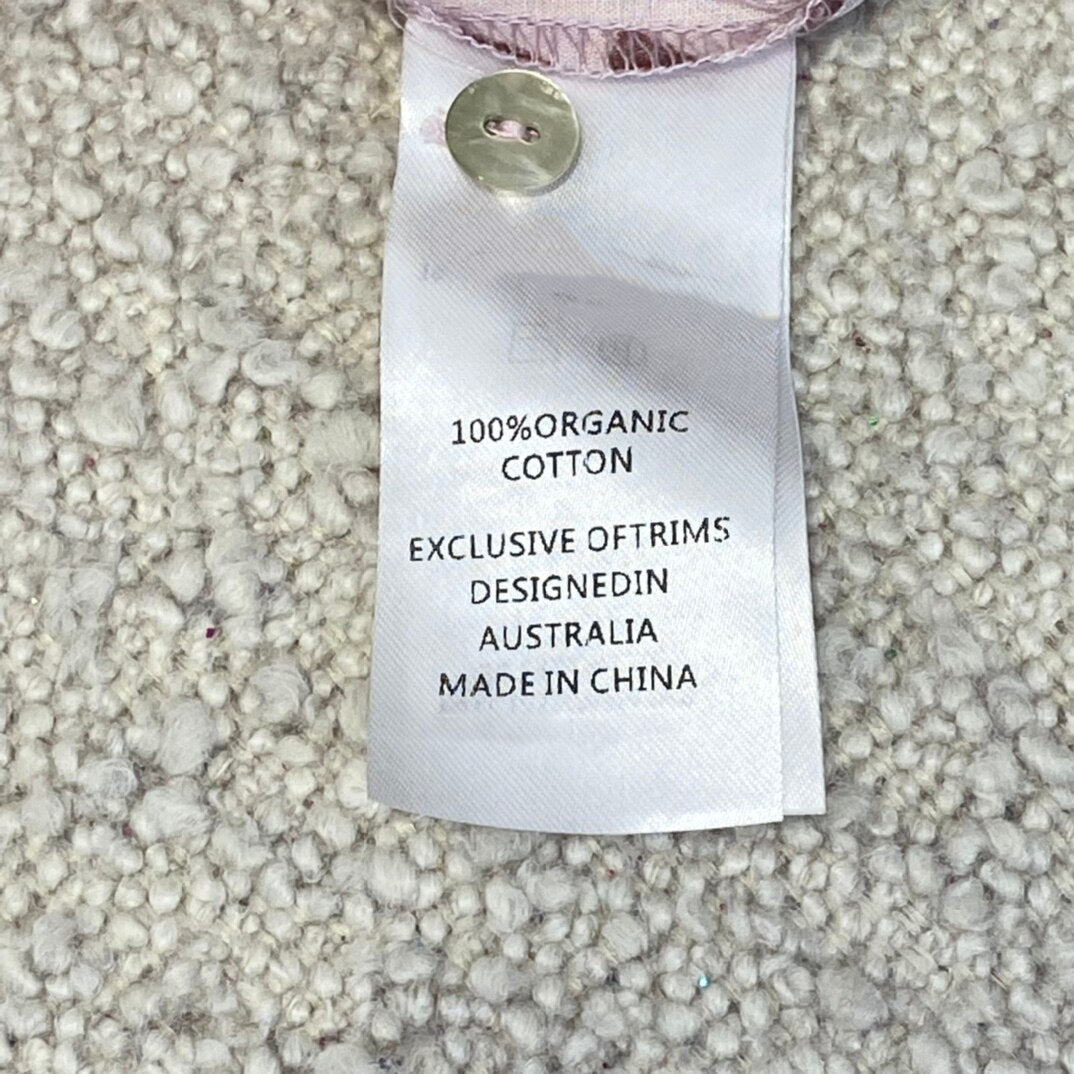 100%ORGANIC
COTTON
EXCLUSIVE OFTRIMS
DESIGNEDIN
AUSTRALIA
MADE IN CHINA